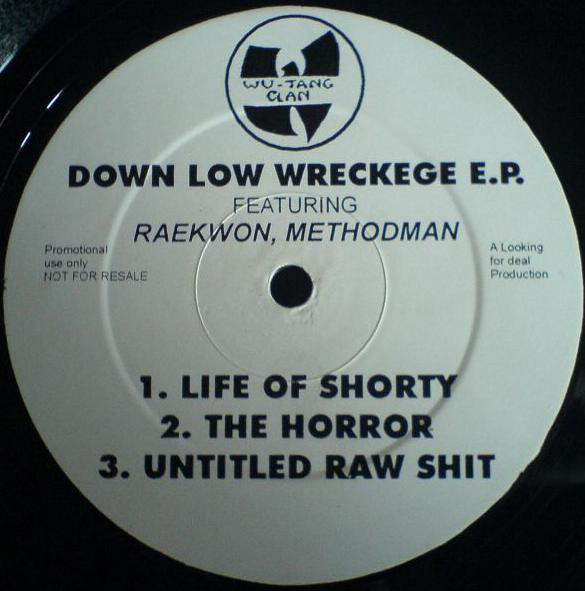 WU-TANG
CLAN
DOWN LOW WRECKEGE E.P.
FEATURING
RAEKWON, METHODMAN
Promotional
use only
NOT FOR RESALE
A Looking
for deal
Production
1. LIFE OF SHORTY
2. THE HORROR
3. UNTITLED RAW SHIT